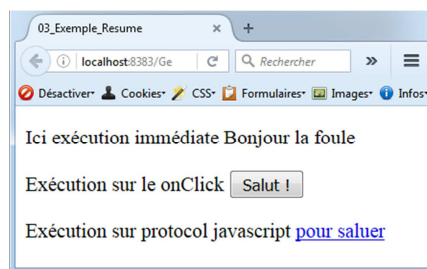 03_Exemple_Resume
localhost:8383/Ge
Rechercher
Désactiver Cookies CSS Formulaires Images Infos
Ici exécution immédiate Bonjour la foule
Exécution sur le onClick Salut !
Exécution sur protocol javascript pour saluer